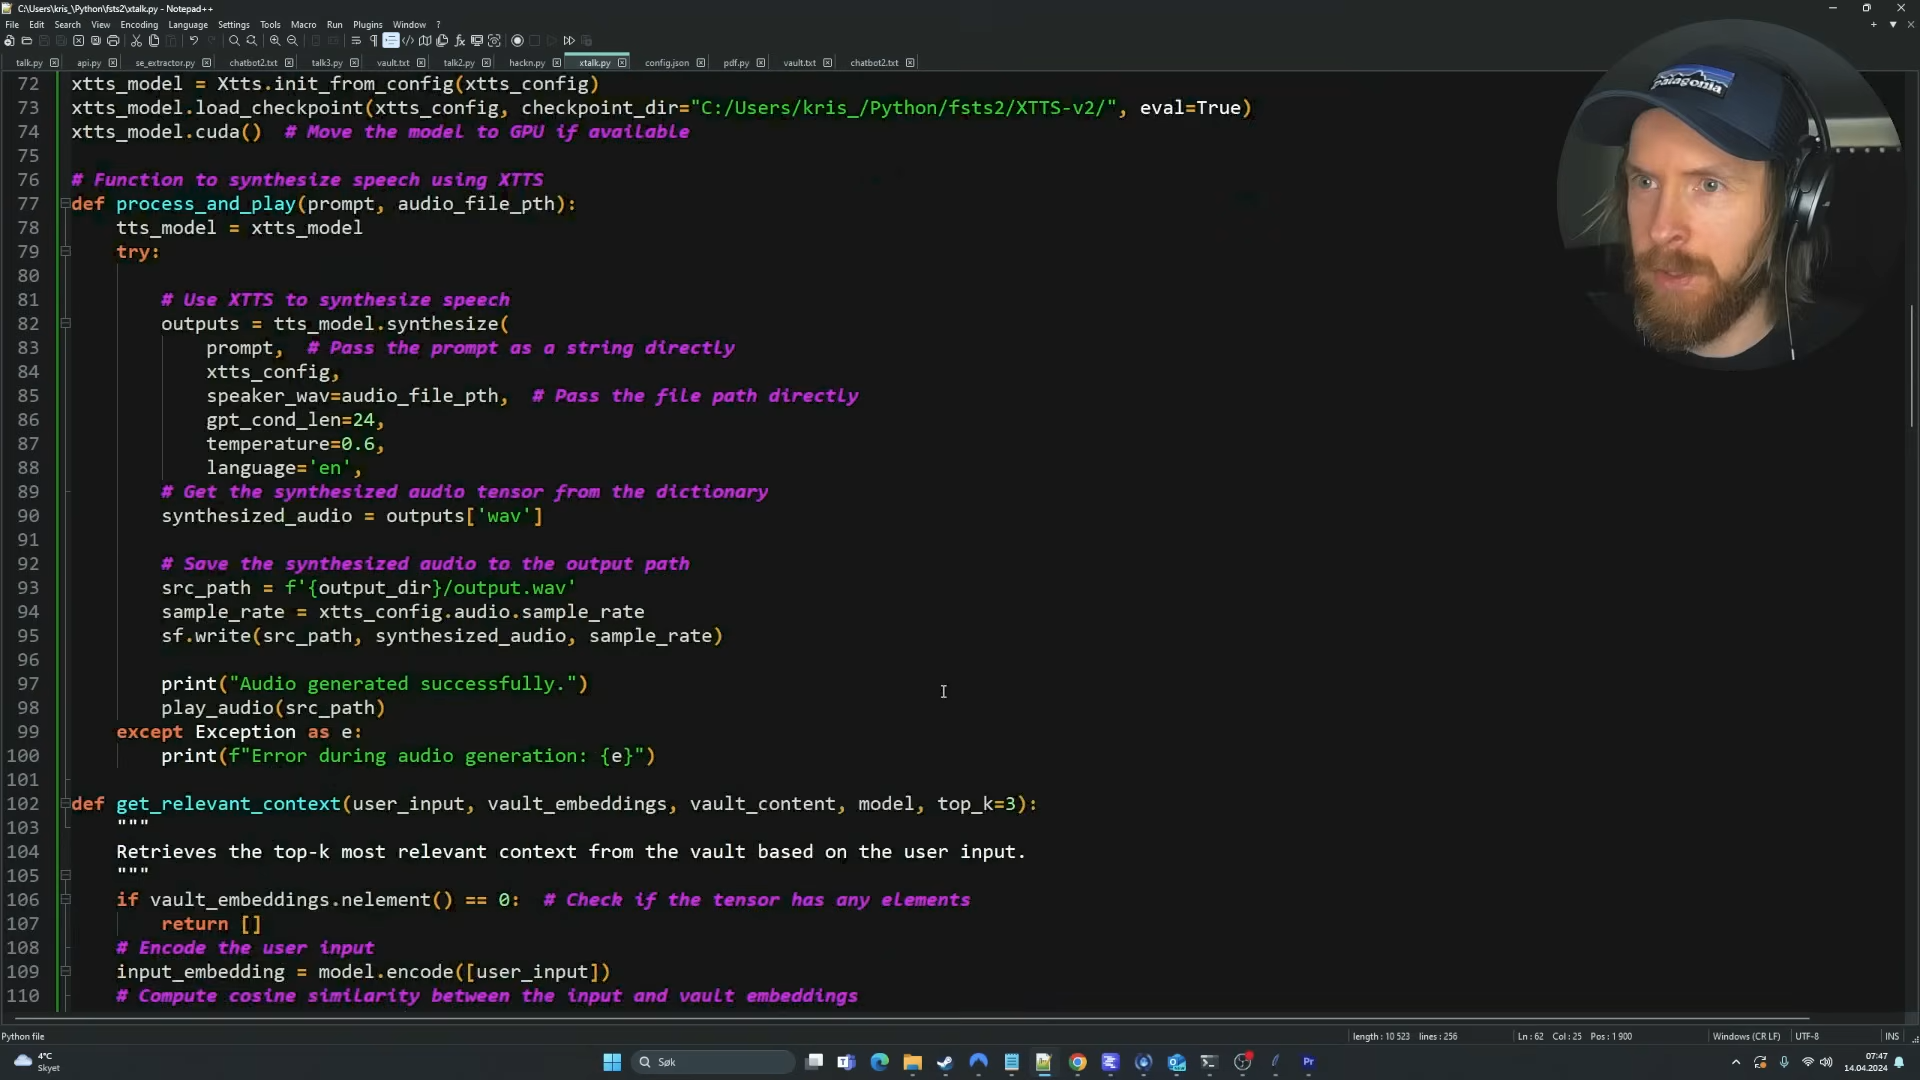 C:\Users\kris_\Python\fsts2\xtalk.py - Notepad++
File Edit Search View Encoding Language Settings Tools Macro Run Plugins Window ?
talk.py api.py se_extractor.py chatbot2.txt talk3.py vault.txt talk2.py hackn.py xtalk.py config.json pdf.py vault.txt chatbot2.txt
patagonia
72 xtts_model = Xtts.init_from_config(xtts_config)
73 xtts_model.load_checkpoint(xtts_config, checkpoint_dir="C:/Users/kris_/Python/fsts2/XTTS-v2/", eval=True)
74 xtts_model.cuda()  # Move the model to GPU if available
75
76 # Function to synthesize speech using XTTS
77 def process_and_play(prompt, audio_file_pth):
78     tts_model = xtts_model
79     try:
80
81         # Use XTTS to synthesize speech
82         outputs = tts_model.synthesize(
83             prompt,  # Pass the prompt as a string directly
84             xtts_config,
85             speaker_wav=audio_file_pth,  # Pass the file path directly
86             gpt_cond_len=24,
87             temperature=0.6,
88             language='en',
89         # Get the synthesized audio tensor from the dictionary
90         synthesized_audio = outputs['wav']
91
92         # Save the synthesized audio to the output path
93         src_path = f'{output_dir}/output.wav'
94         sample_rate = xtts_config.audio.sample_rate
95         sf.write(src_path, synthesized_audio, sample_rate)
96
97         print("Audio generated successfully.")
98         play_audio(src_path)
99     except Exception as e:
100         print(f"Error during audio generation: {e}")
101
102 def get_relevant_context(user_input, vault_embeddings, vault_content, model, top_k=3):
103     """
104     Retrieves the top-k most relevant context from the vault based on the user input.
105     """
106     if vault_embeddings.nelement() == 0:  # Check if the tensor has any elements
107         return []
108     # Encode the user input
109     input_embedding = model.encode([user_input])
110     # Compute cosine similarity between the input and vault embeddings
Python file length : 10 523 lines : 256 Ln : 62 Col : 25 Pos : 1 900 Windows (CR LF) UTF-8 INS
4°C
Skyet
Søk
Pr
07:47
14.04.2024